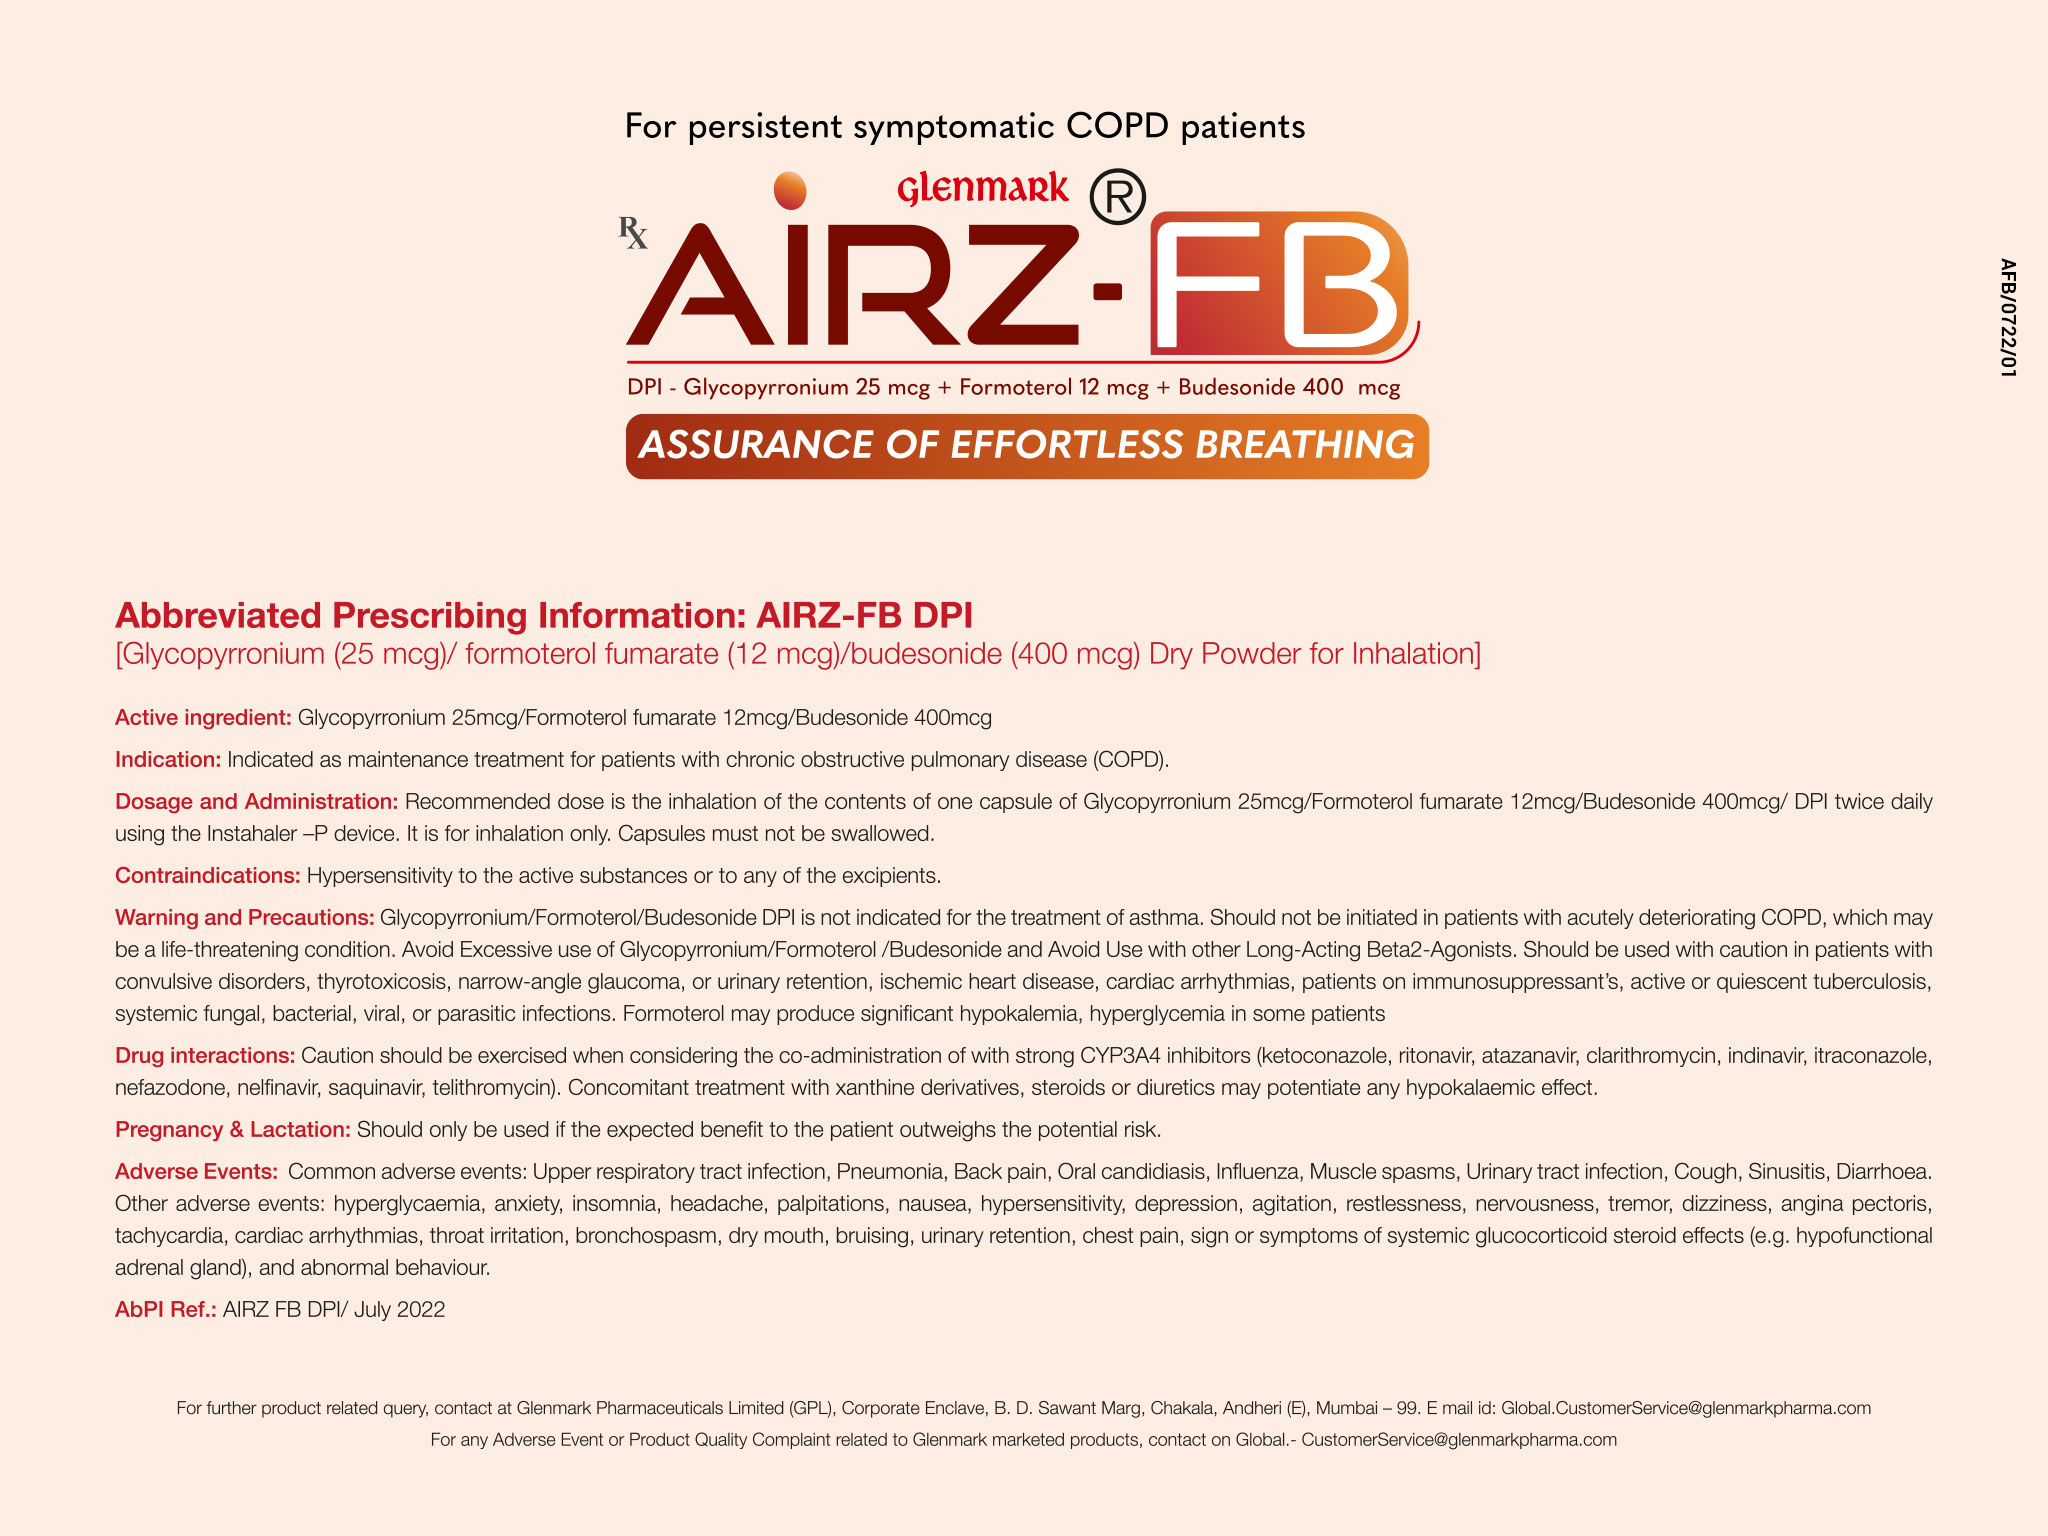 For persistent symptomatic COPD patients
glenmark ®
Rx AiRZ-FB
DPI - Glycopyrronium 25 mcg + Formoterol 12 mcg + Budesonide 400 mcg
ASSURANCE OF EFFORTLESS BREATHING
AFB/0722/01
Abbreviated Prescribing Information: AIRZ-FB DPI
[Glycopyrronium (25 mcg)/ formoterol fumarate (12 mcg)/budesonide (400 mcg) Dry Powder for Inhalation]
Active ingredient: Glycopyrronium 25mcg/Formoterol fumarate 12mcg/Budesonide 400mcg
Indication: Indicated as maintenance treatment for patients with chronic obstructive pulmonary disease (COPD).
Dosage and Administration: Recommended dose is the inhalation of the contents of one capsule of Glycopyrronium 25mcg/Formoterol fumarate 12mcg/Budesonide 400mcg/ DPI twice daily
using the Instahaler –P device. It is for inhalation only. Capsules must not be swallowed.
Contraindications: Hypersensitivity to the active substances or to any of the excipients.
Warning and Precautions: Glycopyrronium/Formoterol/Budesonide DPI is not indicated for the treatment of asthma. Should not be initiated in patients with acutely deteriorating COPD, which may
be a life-threatening condition. Avoid Excessive use of Glycopyrronium/Formoterol /Budesonide and Avoid Use with other Long-Acting Beta2-Agonists. Should be used with caution in patients with
convulsive disorders, thyrotoxicosis, narrow-angle glaucoma, or urinary retention, ischemic heart disease, cardiac arrhythmias, patients on immunosuppressant’s, active or quiescent tuberculosis,
systemic fungal, bacterial, viral, or parasitic infections. Formoterol may produce significant hypokalemia, hyperglycemia in some patients
Drug interactions: Caution should be exercised when considering the co-administration of with strong CYP3A4 inhibitors (ketoconazole, ritonavir, atazanavir, clarithromycin, indinavir, itraconazole,
nefazodone, nelfinavir, saquinavir, telithromycin). Concomitant treatment with xanthine derivatives, steroids or diuretics may potentiate any hypokalaemic effect.
Pregnancy & Lactation: Should only be used if the expected benefit to the patient outweighs the potential risk.
Adverse Events: Common adverse events: Upper respiratory tract infection, Pneumonia, Back pain, Oral candidiasis, Influenza, Muscle spasms, Urinary tract infection, Cough, Sinusitis, Diarrhoea.
Other adverse events: hyperglycaemia, anxiety, insomnia, headache, palpitations, nausea, hypersensitivity, depression, agitation, restlessness, nervousness, tremor, dizziness, angina pectoris,
tachycardia, cardiac arrhythmias, throat irritation, bronchospasm, dry mouth, bruising, urinary retention, chest pain, sign or symptoms of systemic glucocorticoid steroid effects (e.g. hypofunctional
adrenal gland), and abnormal behaviour.
AbPI Ref.: AIRZ FB DPI/ July 2022
For further product related query, contact at Glenmark Pharmaceuticals Limited (GPL), Corporate Enclave, B. D. Sawant Marg, Chakala, Andheri (E), Mumbai – 99. E mail id: Global.CustomerService@glenmarkpharma.com
For any Adverse Event or Product Quality Complaint related to Glenmark marketed products, contact on Global.- CustomerService@glenmarkpharma.com